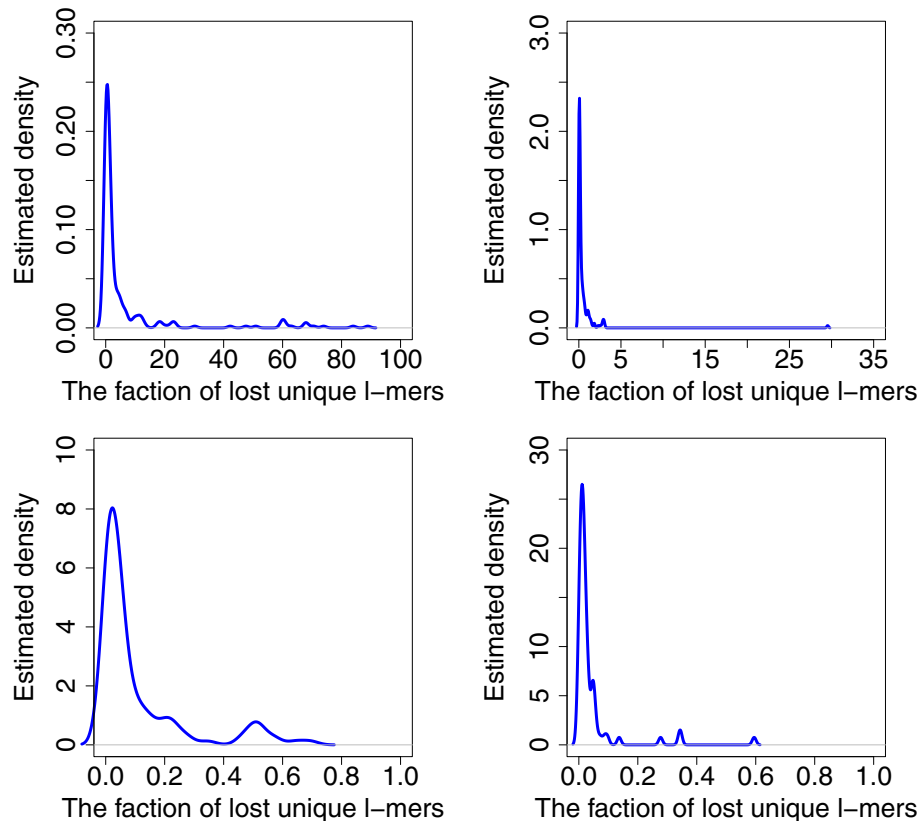 Estimated density
0.00 0.10 0.20 0.30
0 20 40 60 80 100
The faction of lost unique l−mers
Estimated density
0.0 1.0 2.0 3.0
0 5 15 25 35
The faction of lost unique l−mers
Estimated density
0 2 4 6 8 10
0.0 0.2 0.4 0.6 0.8 1.0
The faction of lost unique l−mers
Estimated density
0 5 10 20 30
0.0 0.2 0.4 0.6 0.8 1.0
The faction of lost unique l−mers